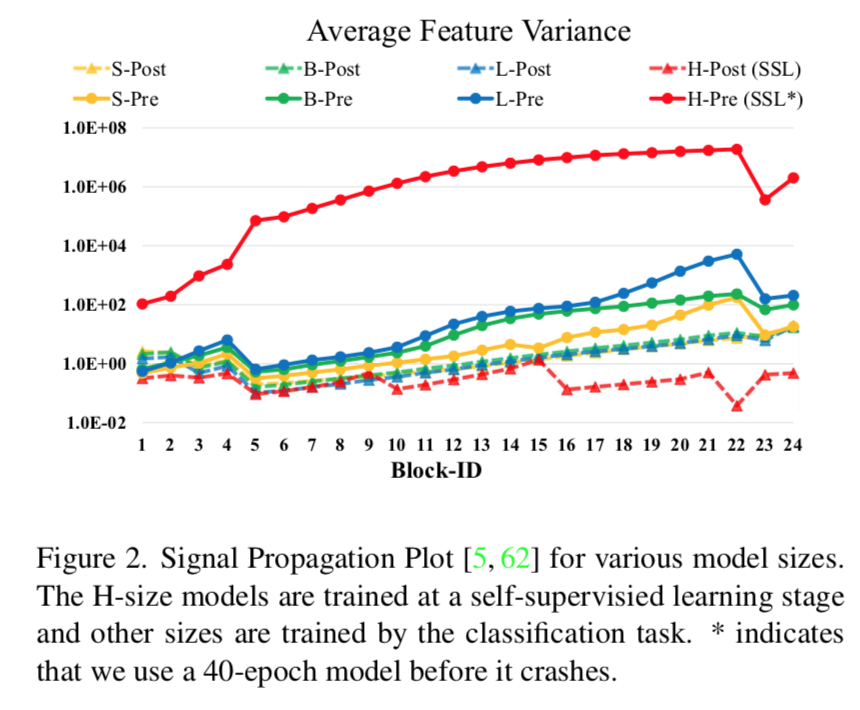 Average Feature Variance
S-Post B-Post L-Post H-Post (SSL)
S-Pre B-Pre L-Pre H-Pre (SSL*)
1.0E+08
1.0E+06
1.0E+04
1.0E+02
1.0E+00
1.0E-02
1 2 3 4 5 6 7 8 9 10 11 12 13 14 15 16 17 18 19 20 21 22 23 24
Block-ID
Figure 2. Signal Propagation Plot [5, 62] for various model sizes.
The H-size models are trained at a self-supervisied learning stage
and other sizes are trained by the classification task. * indicates
that we use a 40-epoch model before it crashes.